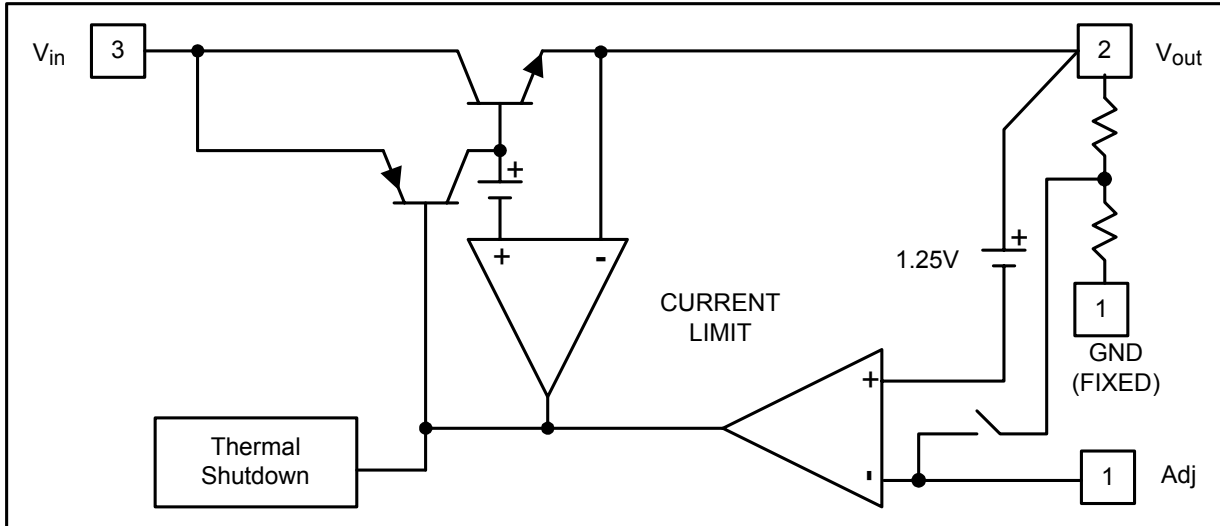 Vin
3
2
Vout
+
+
-
1.25V
+
1
GND
(FIXED)
CURRENT
LIMIT
+
-
Thermal
Shutdown
1
Adj